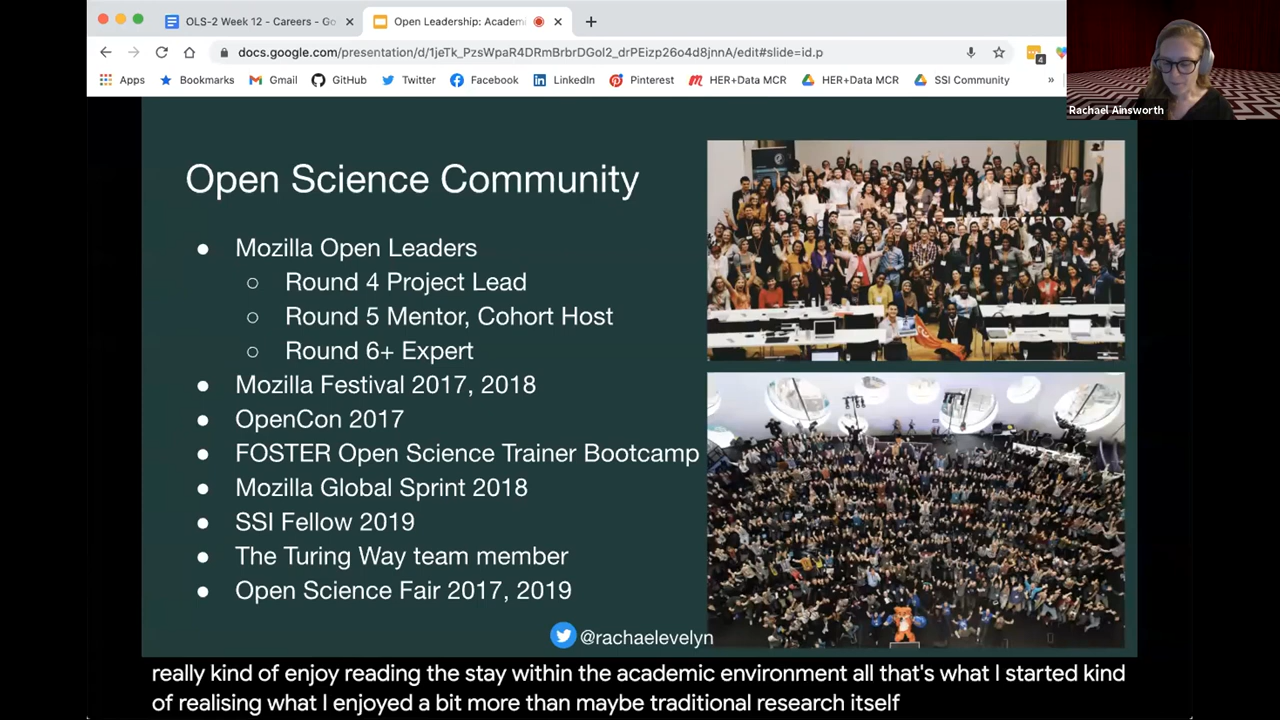 OLS-2 Week 12 - Careers - Go
Open Leadership: Academ
docs.google.com/presentation/d/1jeTk_PzsWpaR4DRmBrbrDGoI2_drPEizp26o4d8jnnA/edit#slide=id.p
4
Apps
Bookmarks
Gmail
GitHub
Twitter
Facebook
LinkedIn
Pinterest
HER+Data MCR
HER+Data MCR
SSI Community
»
Rachael Ainsworth
Open Science Community
● Mozilla Open Leaders
○ Round 4 Project Lead
○ Round 5 Mentor, Cohort Host
○ Round 6+ Expert
● Mozilla Festival 2017, 2018
● OpenCon 2017
● FOSTER Open Science Trainer Bootcamp
● Mozilla Global Sprint 2018
● SSI Fellow 2019
● The Turing Way team member
● Open Science Fair 2017, 2019
@rachaelevelyn
really kind of enjoy reading the stay within the academic environment all that's what I started kind
of realising what I enjoyed a bit more than maybe traditional research itself